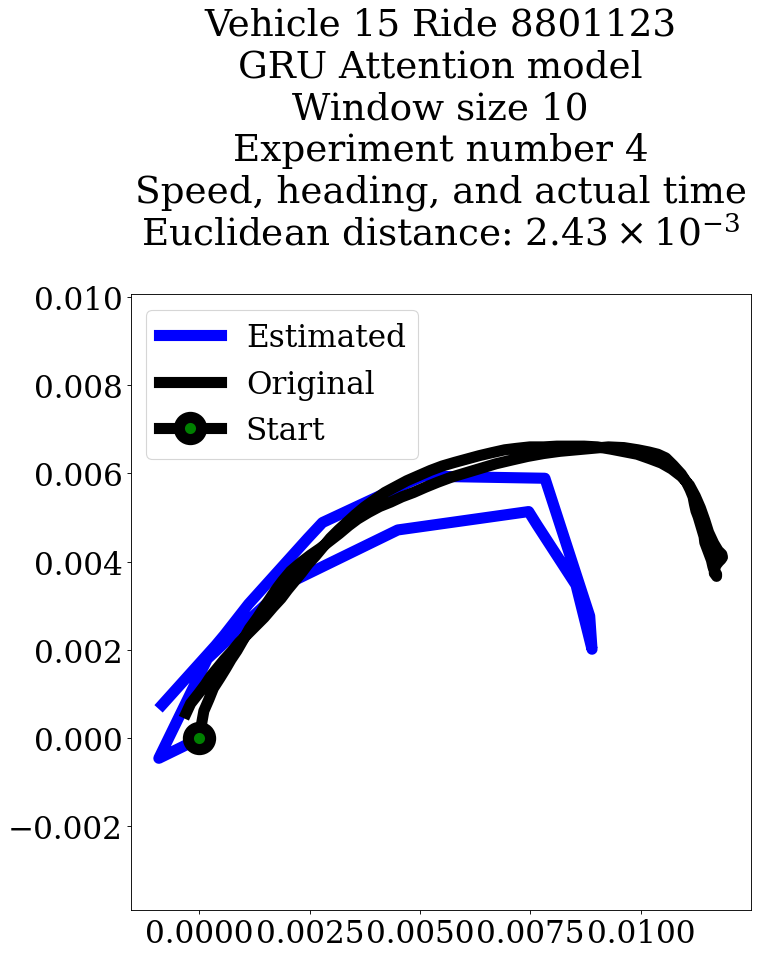 Vehicle 15 Ride 8801123
GRU Attention model
Window size 10
Experiment number 4
Speed, heading, and actual time
Euclidean distance: 2.43 × 10⁻³
0.010
Estimated
Original
Start
0.008
0.006
0.004
0.002
0.000
−0.002
0.0000 0.0025 0.0050 0.0075 0.0100